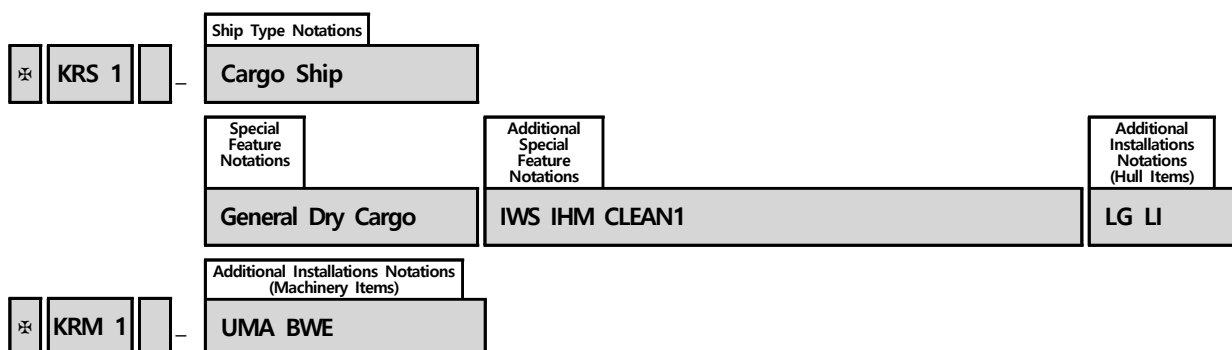 Ship Type Notations
✠ KRS 1 _ Cargo Ship
Special
Feature
Notations
Additional
Special
Feature
Notations
Additional
Installations
Notations
(Hull Items)
General Dry Cargo
IWS IHM CLEAN1
LG LI
Additional Installations Notations
(Machinery Items)
✠ KRM 1 _ UMA BWE